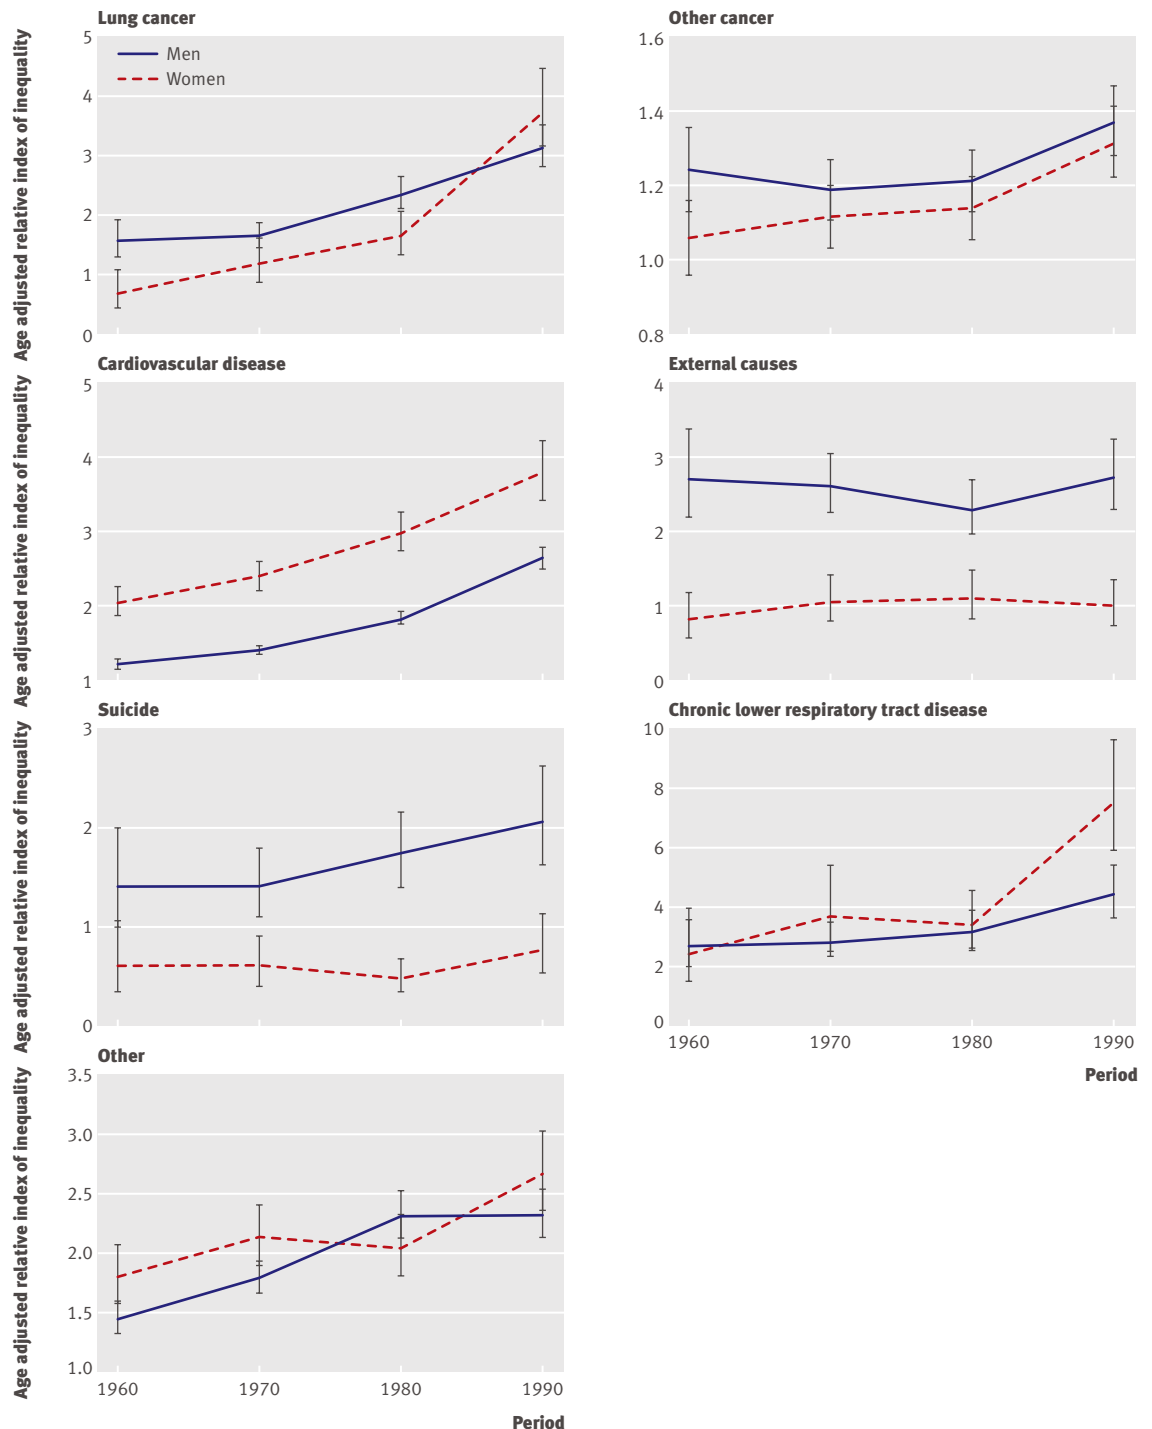 Lung cancer
Age adjusted relative index of inequality
5
4
3
2
1
0
Men
Women
Other cancer
1.6
1.4
1.2
1.0
0.8
Cardiovascular disease
Age adjusted relative index of inequality
5
4
3
2
1
External causes
4
3
2
1
0
Suicide
Age adjusted relative index of inequality
3
2
1
0
Chronic lower respiratory tract disease
10
8
6
4
2
0
1960 1970 1980 1990
Period
Other
Age adjusted relative index of inequality
3.5
3.0
2.5
2.0
1.5
1.0
1960 1970 1980 1990
Period